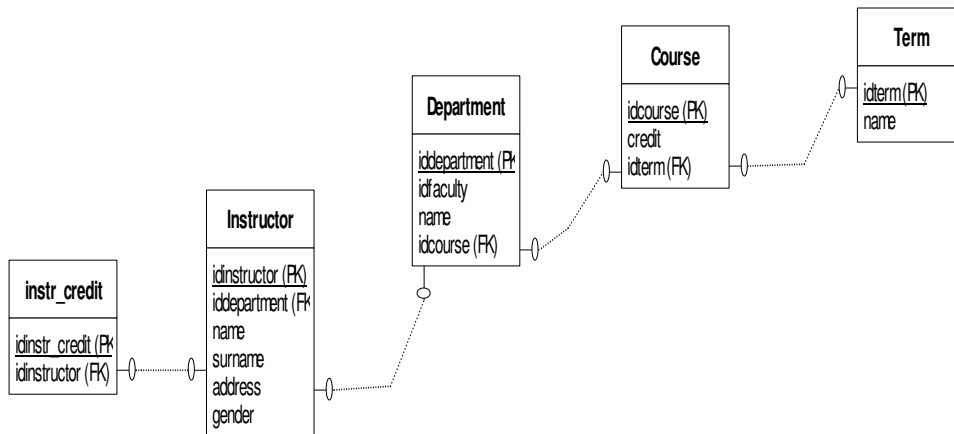 instr_credit
idinstr_credit (PK
idinstructor (FK)
Instructor
idinstructor (PK)
iddepartment (FK
name
surname
address
gender
Department
iddepartment (PK
idfaculty
name
idcourse (FK)
Course
idcourse (PK)
credit
idterm (FK)
Term
idterm (PK)
name